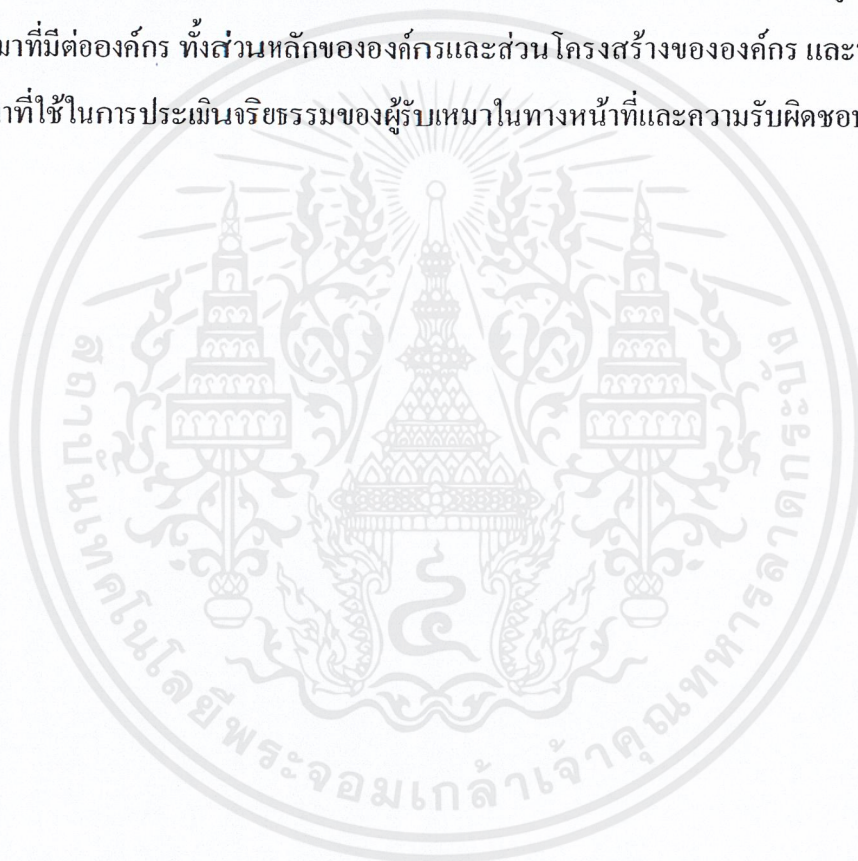 มาที่มีต่อองค์กร ทั้งส่วนหลักขององค์กรและส่วนโครงสร้างขององค์กร และ
าที่ใช้ในการประเมินจริยธรรมของผู้รับเหมาในทางหน้าที่และความรับผิดชอบ
สถาบันเทคโนโลยีพระจอมเกล้าเจ้าคุณทหารลาดกระบัง